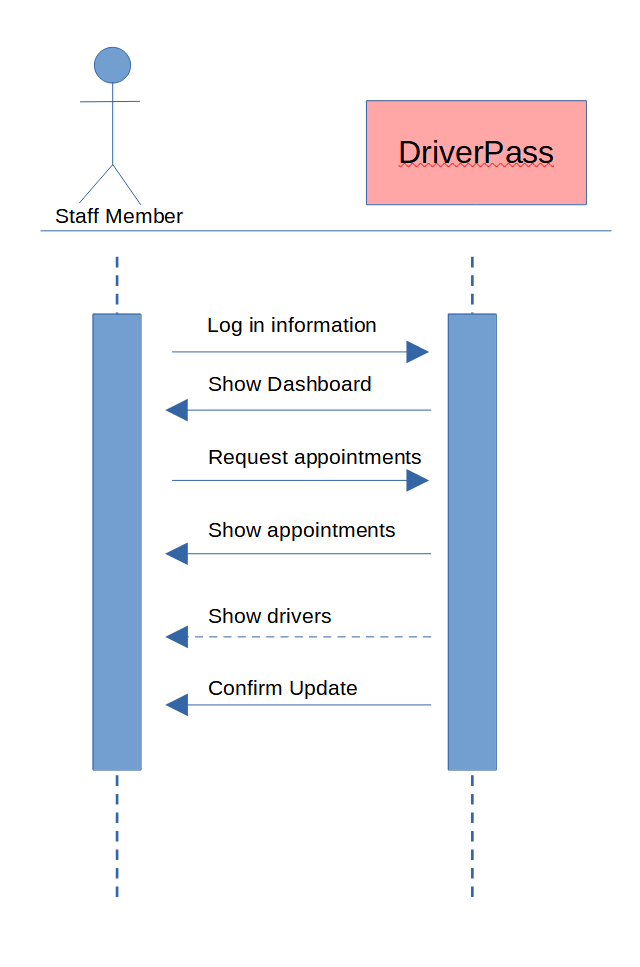 DriverPass
Staff Member
Log in information
Show Dashboard
Request appointments
Show appointments
Show drivers
Confirm Update